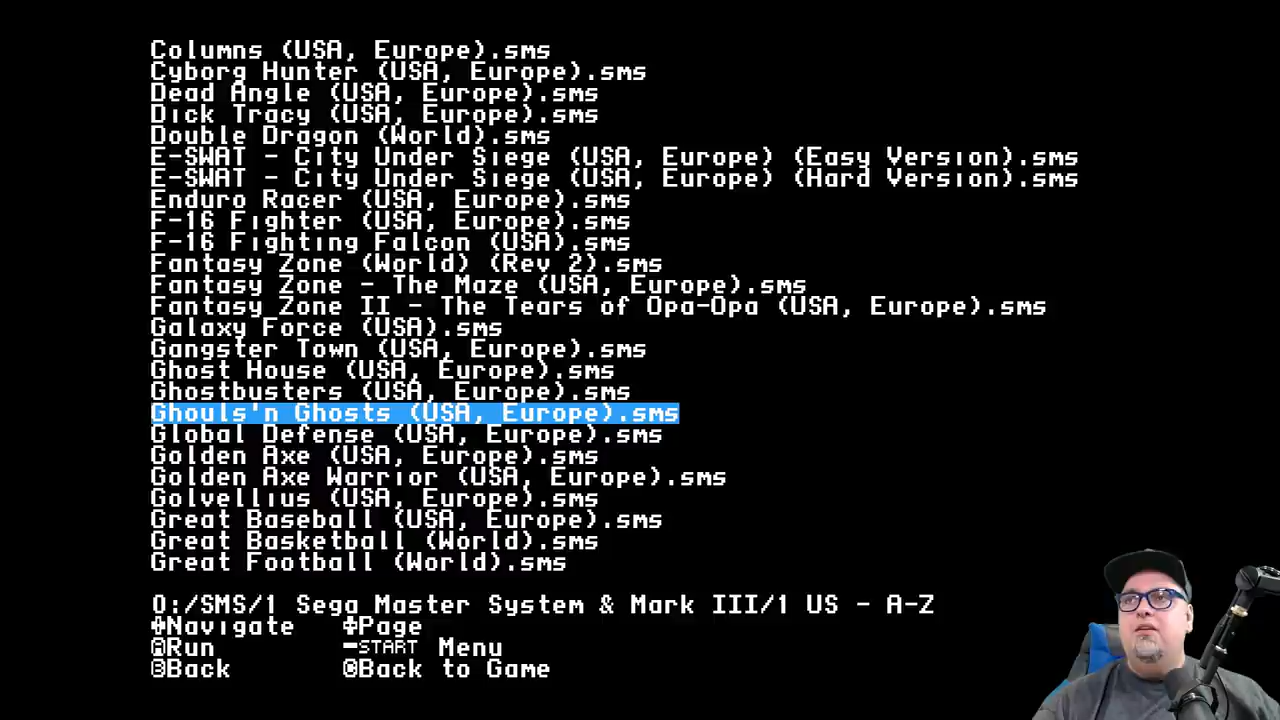 Columns (USA, Europe).sms
Cyborg Hunter (USA, Europe).sms
Dead Angle (USA, Europe).sms
Dick Tracy (USA, Europe).sms
Double Dragon (World).sms
E-SWAT - City Under Siege (USA, Europe) (Easy Version).sms
E-SWAT - City Under Siege (USA, Europe) (Hard Version).sms
Enduro Racer (USA, Europe).sms
F-16 Fighter (USA, Europe).sms
F-16 Fighting Falcon (USA).sms
Fantasy Zone (World) (Rev 2).sms
Fantasy Zone - The Maze (USA, Europe).sms
Fantasy Zone II - The Tears of Opa-Opa (USA, Europe).sms
Galaxy Force (USA).sms
Gangster Town (USA, Europe).sms
Ghost House (USA, Europe).sms
Ghostbusters (USA, Europe).sms
Ghouls'n Ghosts (USA, Europe).sms
Global Defense (USA, Europe).sms
Golden Axe (USA, Europe).sms
Golden Axe Warrior (USA, Europe).sms
Golvellius (USA, Europe).sms
Great Baseball (USA, Europe).sms
Great Basketball (World).sms
Great Football (World).sms
0:/SMS/1 Sega Master System & Mark III/1 US - A-Z
Navigate Page
A Run START Menu
B Back C Back to Game